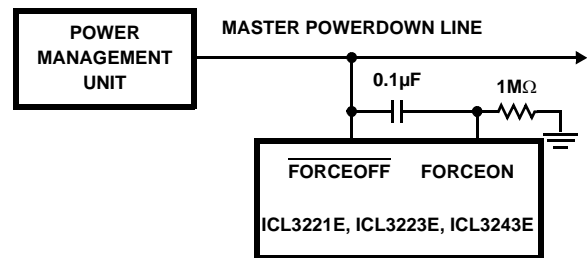 POWER
MANAGEMENT
UNIT
MASTER POWERDOWN LINE
0.1µF
1MΩ
FORCEOFF FORCEON
ICL3221E, ICL3223E, ICL3243E